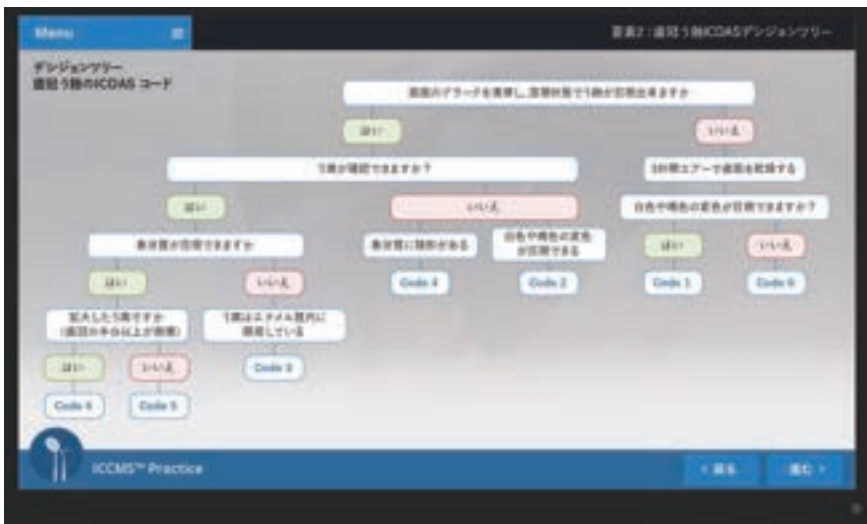 Menu
要素2：歯冠う蝕ICDASデシジョンツリー
デシジョンツリー
歯冠う蝕のICDAS コード
歯面のプラークを清掃し、湿潤状態でう蝕が目視出来ますか
はい
いいえ
う窩が確認できますか？
5秒間エアーで歯面を乾燥する
はい
いいえ
白色や褐色の変色が目視できますか？
象牙質が目視できますか
象牙質に陰影がある
白色や褐色の変色
が目視できる
はい
いいえ
はい
いいえ
Code 4
Code 2
Code 1
Code 0
拡大したう窩ですか
(歯冠の半分以上が崩壊)
う窩はエナメル質内に
限局している
はい
いいえ
Code 3
Code 6
Code 5
ICCMS™ Practice
< 戻る
進む >